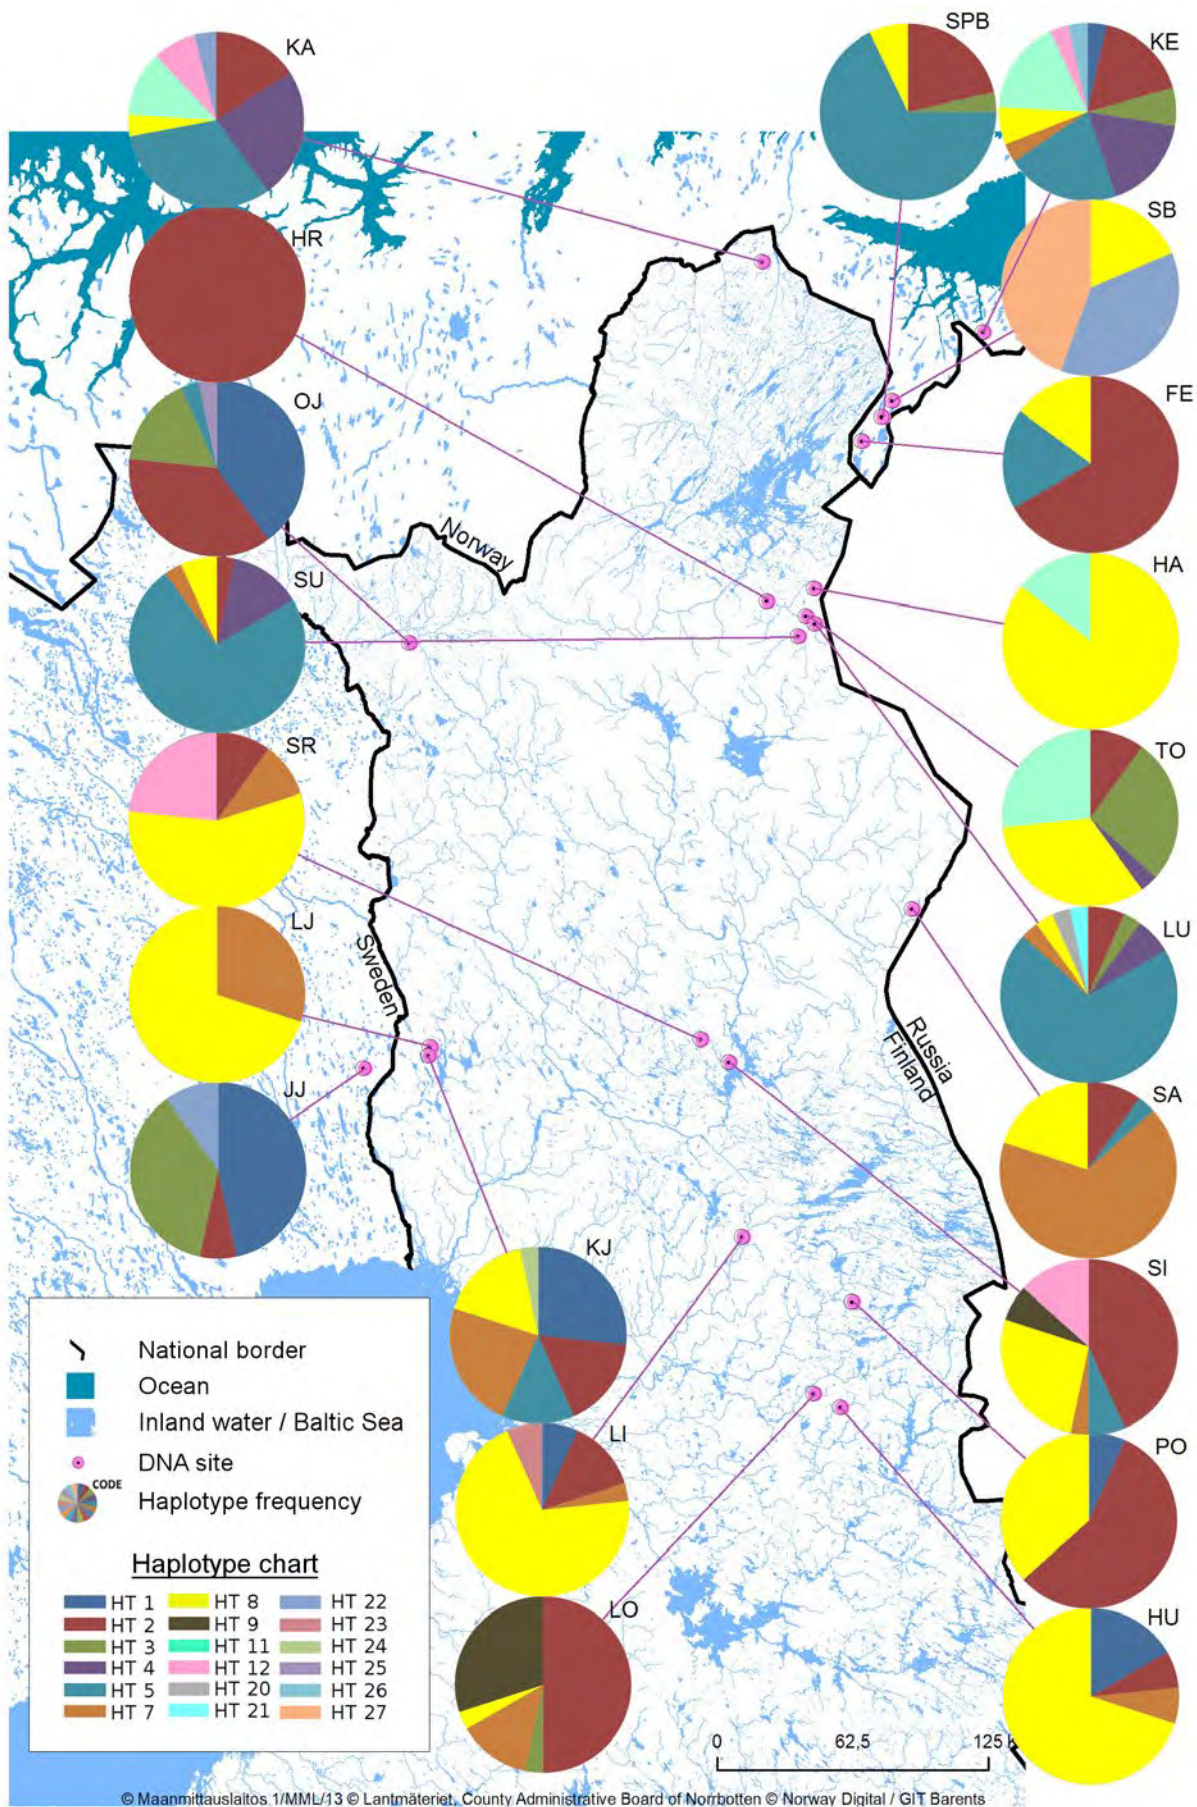 KA
SPB
KE
HR
SB
OJ
FE
Norway
SU
HA
SR
TO
LJ
Sweden
LU
JJ
Russia
Finland
SA
KJ
SI
LI
PO
LO
HU
National border
Ocean
Inland water / Baltic Sea
DNA site
CODE
Haplotype frequency
Haplotype chart
HT 1 HT 8 HT 22
HT 2 HT 9 HT 23
HT 3 HT 11 HT 24
HT 4 HT 12 HT 25
HT 5 HT 20 HT 26
HT 7 HT 21 HT 27
0 62,5 125
© Maanmittauslaitos 1/MML/13 © Lantmäteriet, County Administrative Board of Norrbotten © Norway Digital / GIT Barents